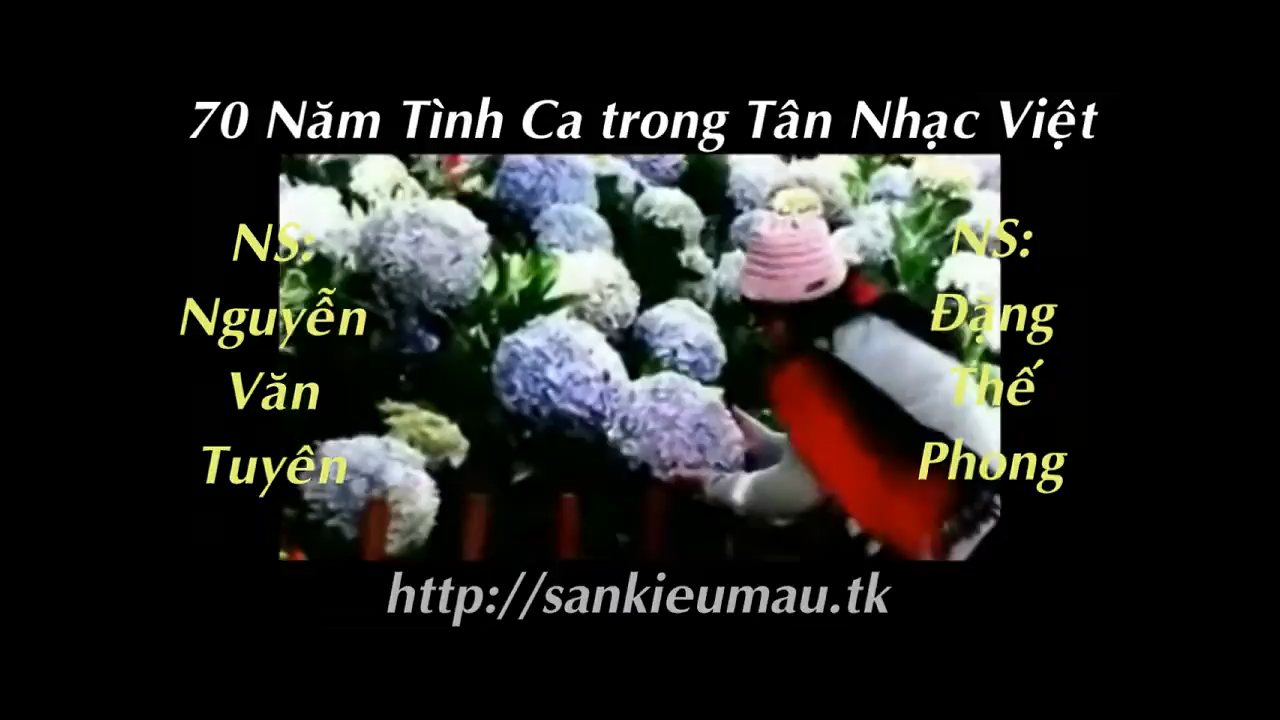 70 Năm Tình Ca trong Tân Nhạc Việt
NS:
Nguyễn
Văn
Tuyên
NS:
Đặng
Thế
Phong
http://sankieumau.tk